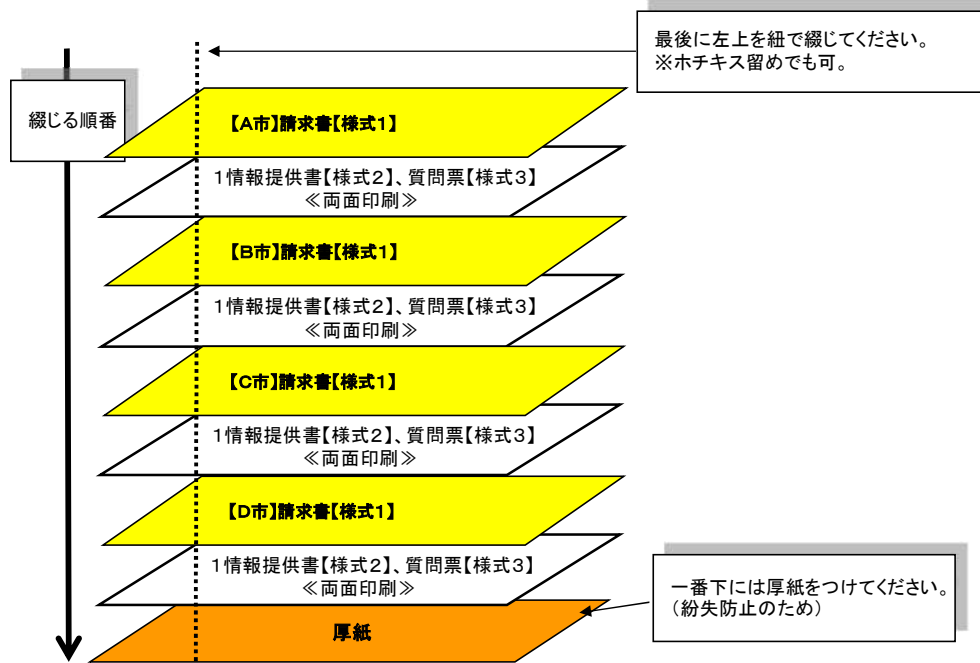 最後に左上を紐で綴じてください。
※ホチキス留めでも可。
綴じる順番
【A市】請求書【様式1】
1情報提供書【様式2】、質問票【様式3】
≪両面印刷≫
【B市】請求書【様式1】
1情報提供書【様式2】、質問票【様式3】
≪両面印刷≫
【C市】請求書【様式1】
1情報提供書【様式2】、質問票【様式3】
≪両面印刷≫
【D市】請求書【様式1】
1情報提供書【様式2】、質問票【様式3】
≪両面印刷≫
厚紙
一番下には厚紙をつけてください。
(紛失防止のため)